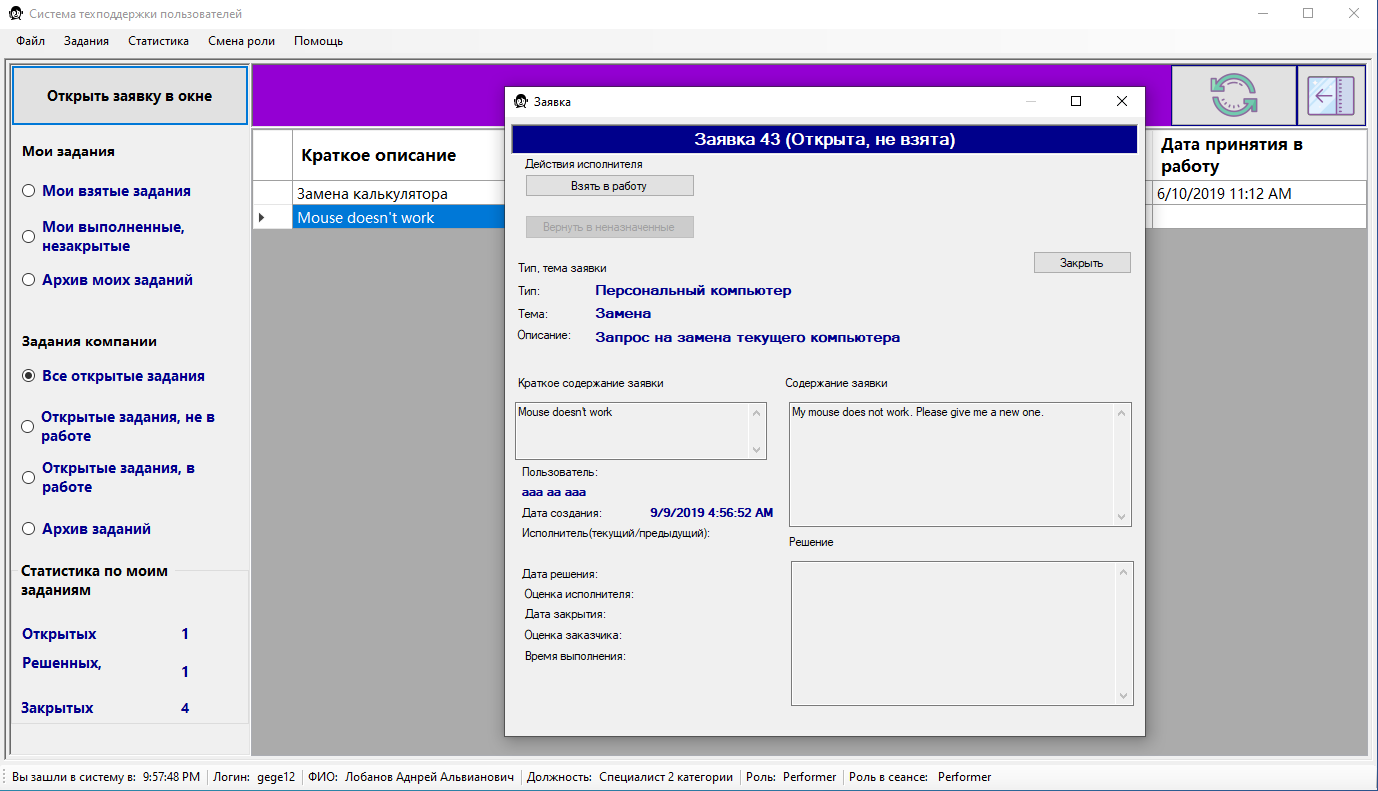 Система техподдержки пользователей
Файл Задания Статистика Смена роли Помощь
Открыть заявку в окне
Мои задания
Мои взятые задания
Мои выполненные,
незакрытые
Архив моих заданий
Задания компании
Все открытые задания
Открытые задания, не в
работе
Открытые задания, в
работе
Архив заданий
Статистика по моим
заданиям
Открытых 1
Решенных,
1
Закрытых 4
Краткое описание
Дата принятия в
работу
Замена калькулятора
6/10/2019 11:12 AM
Mouse doesn't work
Заявка
Заявка 43 (Открыта, не взята)
Действия исполнителя
Взять в работу
Вернуть в неназначенные
Закрыть
Тип, тема заявки
Тип: Персональный компьютер
Тема: Замена
Описание: Запрос на замена текущего компьютера
Краткое содержание заявки
Mouse doesn't work
Содержание заявки
My mouse does not work. Please give me a new one.
Пользователь:
aaa aa aaa
Дата создания: 9/9/2019 4:56:52 AM
Исполнитель(текущий/предыдущий):
Решение
Дата решения:
Оценка исполнителя:
Дата закрытия:
Оценка заказчика:
Время выполнения:
Вы зашли в систему в: 9:57:48 PM Логин: gege12 ФИО: Лобанов Аднрей Альвианович Должность: Специалист 2 категории Роль: Performer Роль в сеансе: Performer